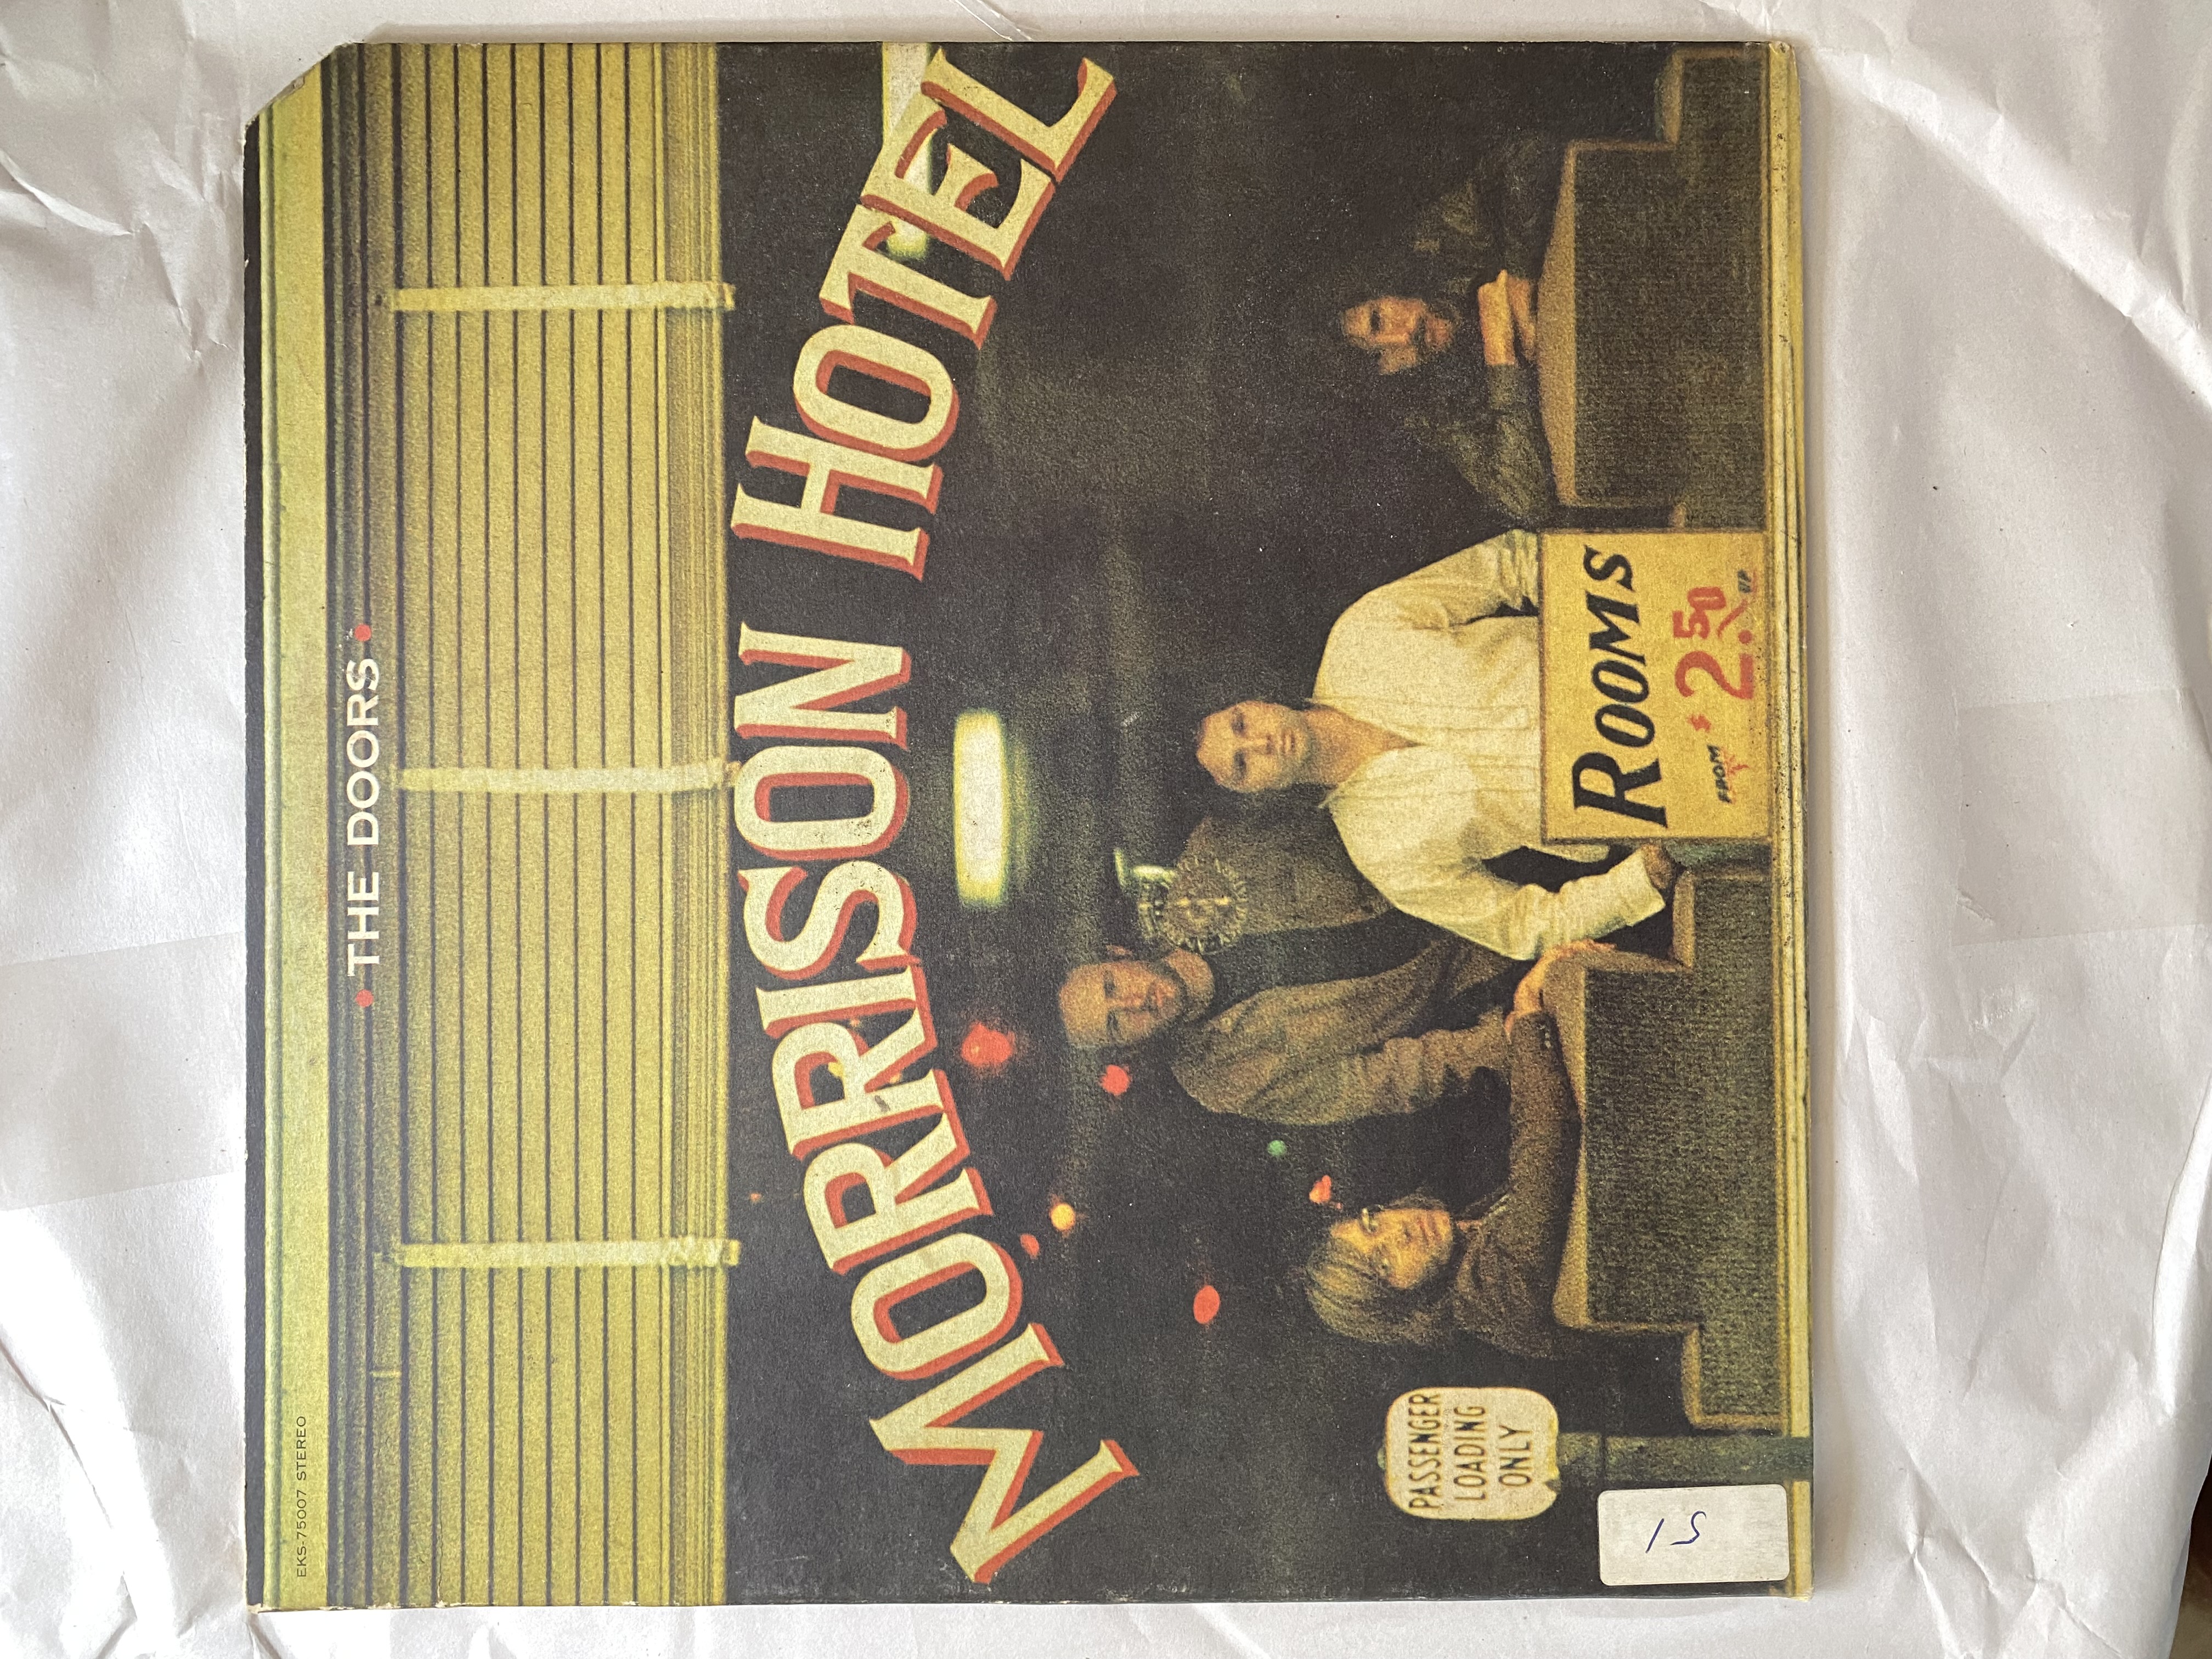 EKS-75007 STEREO
• THE DOORS •
MORRISON HOTEL
ROOMS
FROM $2.50 UP
PASSENGER
LOADING
ONLY
15